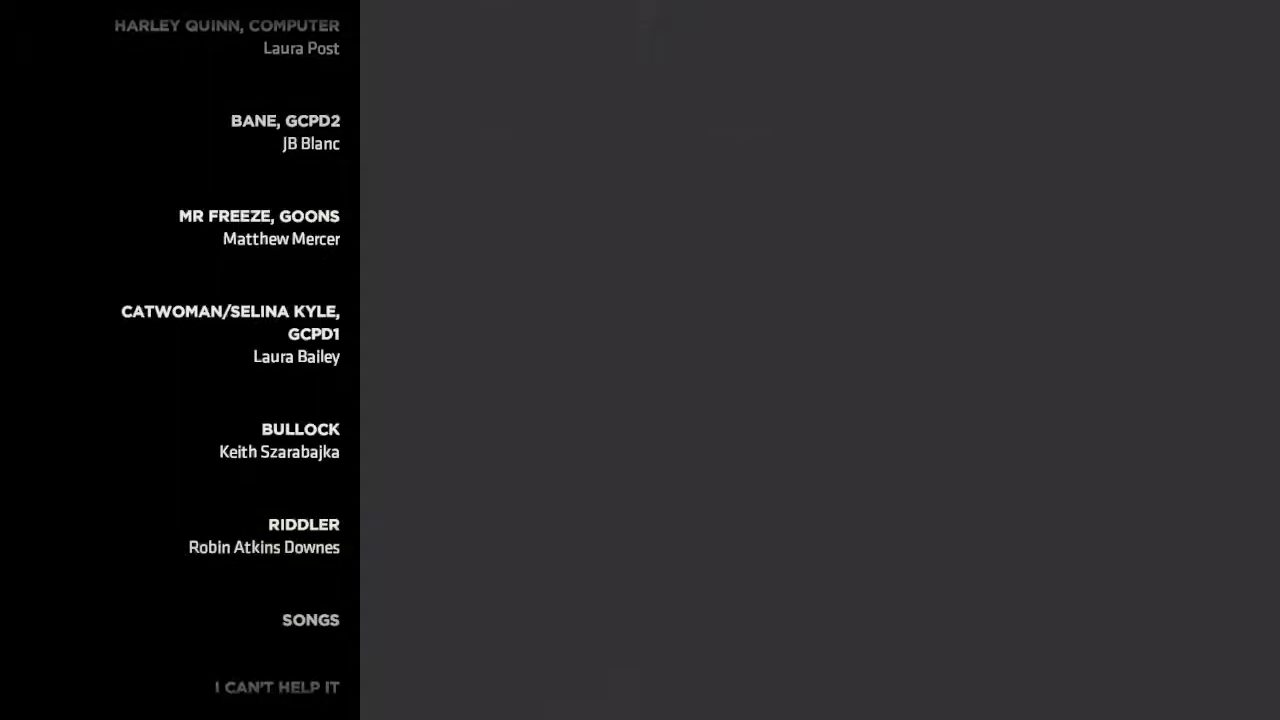 HARLEY QUINN, COMPUTER
Laura Post
BANE, GCPD2
JB Blanc
MR FREEZE, GOONS
Matthew Mercer
CATWOMAN/SELINA KYLE,
GCPD1
Laura Bailey
BULLOCK
Keith Szarabajka
RIDDLER
Robin Atkins Downes
SONGS
I CAN'T HELP IT